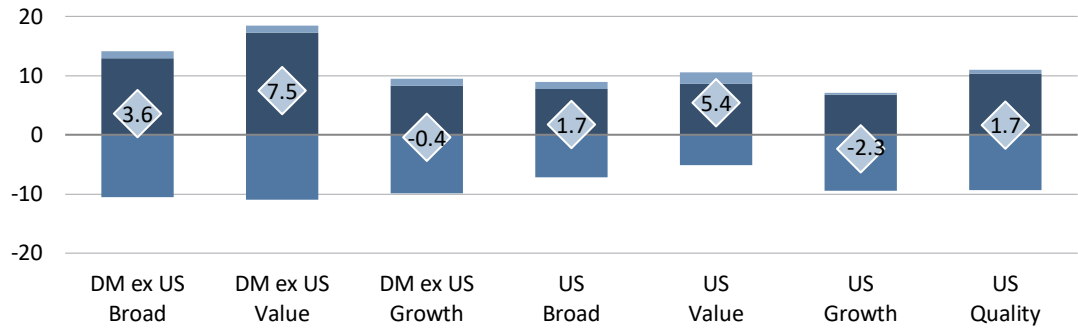 20
10
0
-10
-20
3.6
7.5
-0.4
1.7
5.4
-2.3
1.7
DM ex US
Broad
DM ex US
Value
DM ex US
Growth
US
Broad
US
Value
US
Growth
US
Quality